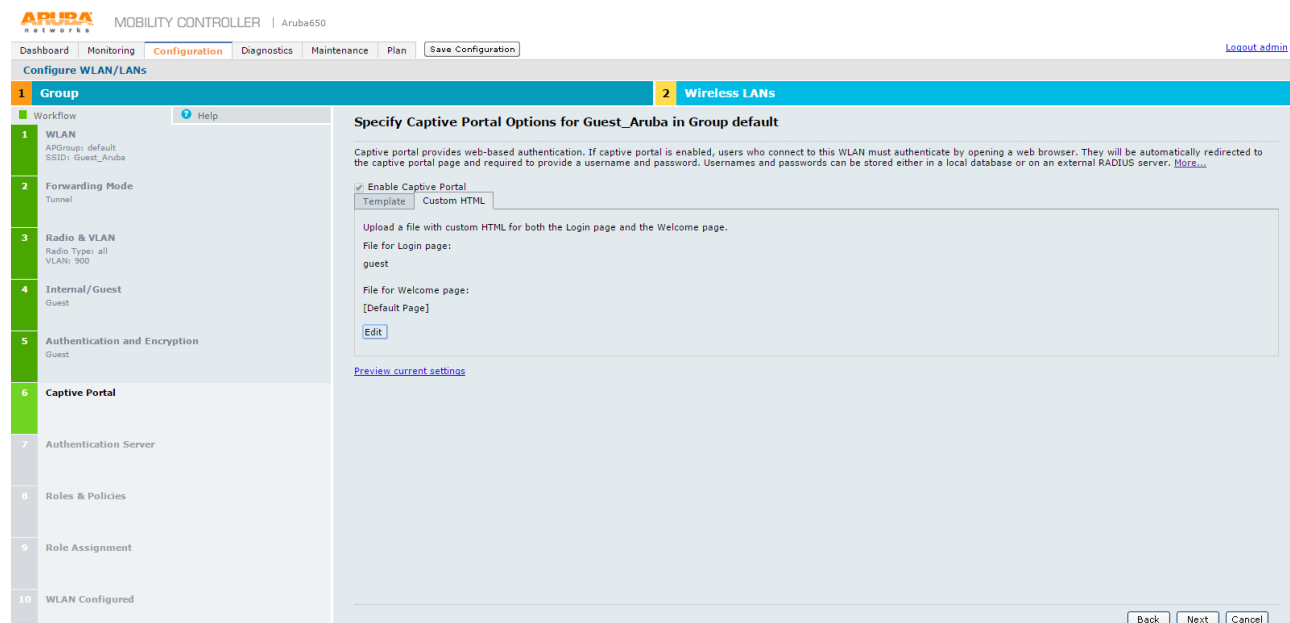 ARUBA
networks
MOBILITY CONTROLLER | Aruba650
Dashboard Monitoring Configuration Diagnostics Maintenance Plan Save Configuration Logout admin
Configure WLAN/LANs
1 Group 2 Wireless LANs
Workflow ? Help
1 WLAN
APGroup: default
SSID: Guest_Aruba
2 Forwarding Mode
Tunnel
3 Radio & VLAN
Radio Type: all
VLAN: 900
4 Internal/Guest
Guest
5 Authentication and Encryption
Guest
6 Captive Portal
7 Authentication Server
8 Roles & Policies
9 Role Assignment
10 WLAN Configured
Specify Captive Portal Options for Guest_Aruba in Group default
Captive portal provides web-based authentication. If captive portal is enabled, users who connect to this WLAN must authenticate by opening a web browser. They will be automatically redirected to
the captive portal page and required to provide a username and password. Usernames and passwords can be stored either in a local database or on an external RADIUS server. More...
Enable Captive Portal
Template Custom HTML
Upload a file with custom HTML for both the Login page and the Welcome page.
File for Login page:
guest
File for Welcome page:
[Default Page]
Edit
Preview current settings
Back Next Cancel